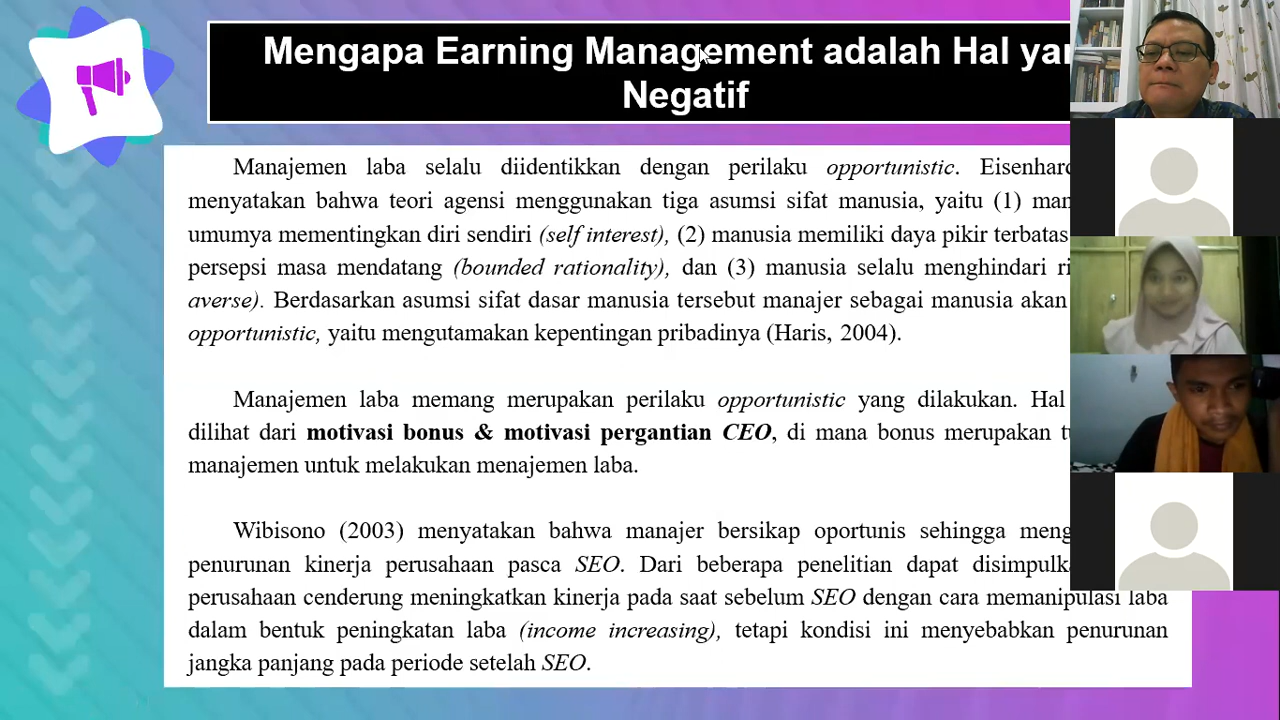 Mengapa Earning Management adalah Hal
Negatif
Manajemen laba selalu diidentikkan dengan perilaku opportunistic.
menyatakan bahwa teori agensi menggunakan tiga asumsi sifat manusia, yaitu (1)
umumya mementingkan diri sendiri (self interest), (2) manusia memiliki daya pikir terbatas
persepsi masa mendatang (bounded rationality), dan (3) manusia selalu menghindari
averse). Berdasarkan asumsi sifat dasar manusia tersebut manajer sebagai manusia akan
opportunistic, yaitu mengutamakan kepentingan pribadinya (Haris, 2004).
Manajemen laba memang merupakan perilaku opportunistic yang dilakukan. Hal
dilihat dari motivasi bonus & motivasi pergantian CEO, di mana bonus merupakan
manajemen untuk melakukan menajemen laba.
Wibisono (2003) menyatakan bahwa manajer bersikap oportunis sehingga
penurunan kinerja perusahaan pasca SEO. Dari beberapa penelitian dapat
perusahaan cenderung meningkatkan kinerja pada saat sebelum SEO dengan cara memanipulasi laba
dalam bentuk peningkatan laba (income increasing), tetapi kondisi ini menyebabkan penurunan
jangka panjang pada periode setelah SEO.